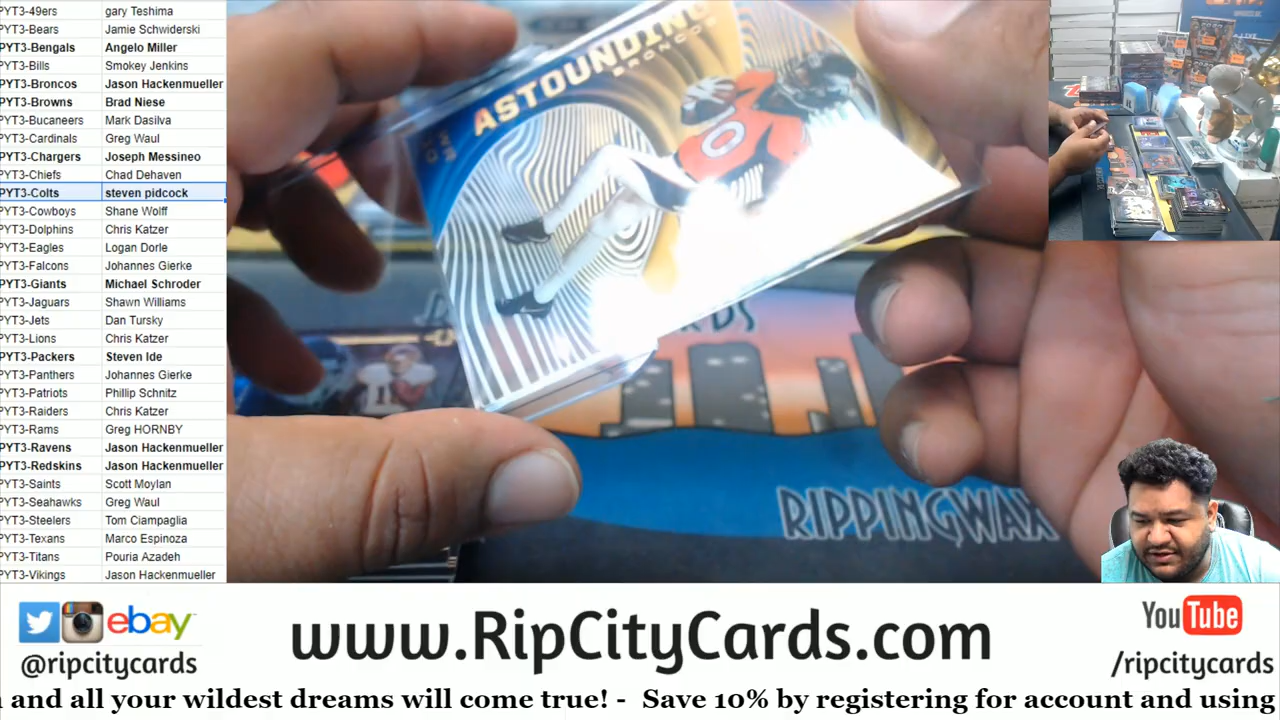 PYT3-49ers gary Teshima
PYT3-Bears Jamie Schwiderski
PYT3-Bengals Angelo Miller
PYT3-Bills Smokey Jenkins
PYT3-Broncos Jason Hackenmueller
PYT3-Browns Brad Niese
PYT3-Bucaneers Mark Dasilva
PYT3-Cardinals Greg Waul
PYT3-Chargers Joseph Messineo
PYT3-Chiefs Chad Dehaven
PYT3-Colts steven pidcock
PYT3-Cowboys Shane Wolff
PYT3-Dolphins Chris Katzer
PYT3-Eagles Logan Dorle
PYT3-Falcons Johannes Gierke
PYT3-Giants Michael Schroder
PYT3-Jaguars Shawn Williams
PYT3-Jets Dan Tursky
PYT3-Lions Chris Katzer
PYT3-Packers Steven Ide
PYT3-Panthers Johannes Gierke
PYT3-Patriots Phillip Schnitz
PYT3-Raiders Chris Katzer
PYT3-Rams Greg HORNBY
PYT3-Ravens Jason Hackenmueller
PYT3-Redskins Jason Hackenmueller
PYT3-Saints Scott Moylan
PYT3-Seahawks Greg Waul
PYT3-Steelers Tom Ciampaglia
PYT3-Texans Marco Espinoza
PYT3-Titans Pouria Azadeh
PYT3-Vikings Jason Hackenmueller
ASTOUNDING
BRONCOS
0
11
RDS
RIPPINGWAX
ebay
@ripcitycards
www.RipCityCards.com
YouTube
/ripcitycards
and all your wildest dreams will come true! - Save 10% by registering for account and using